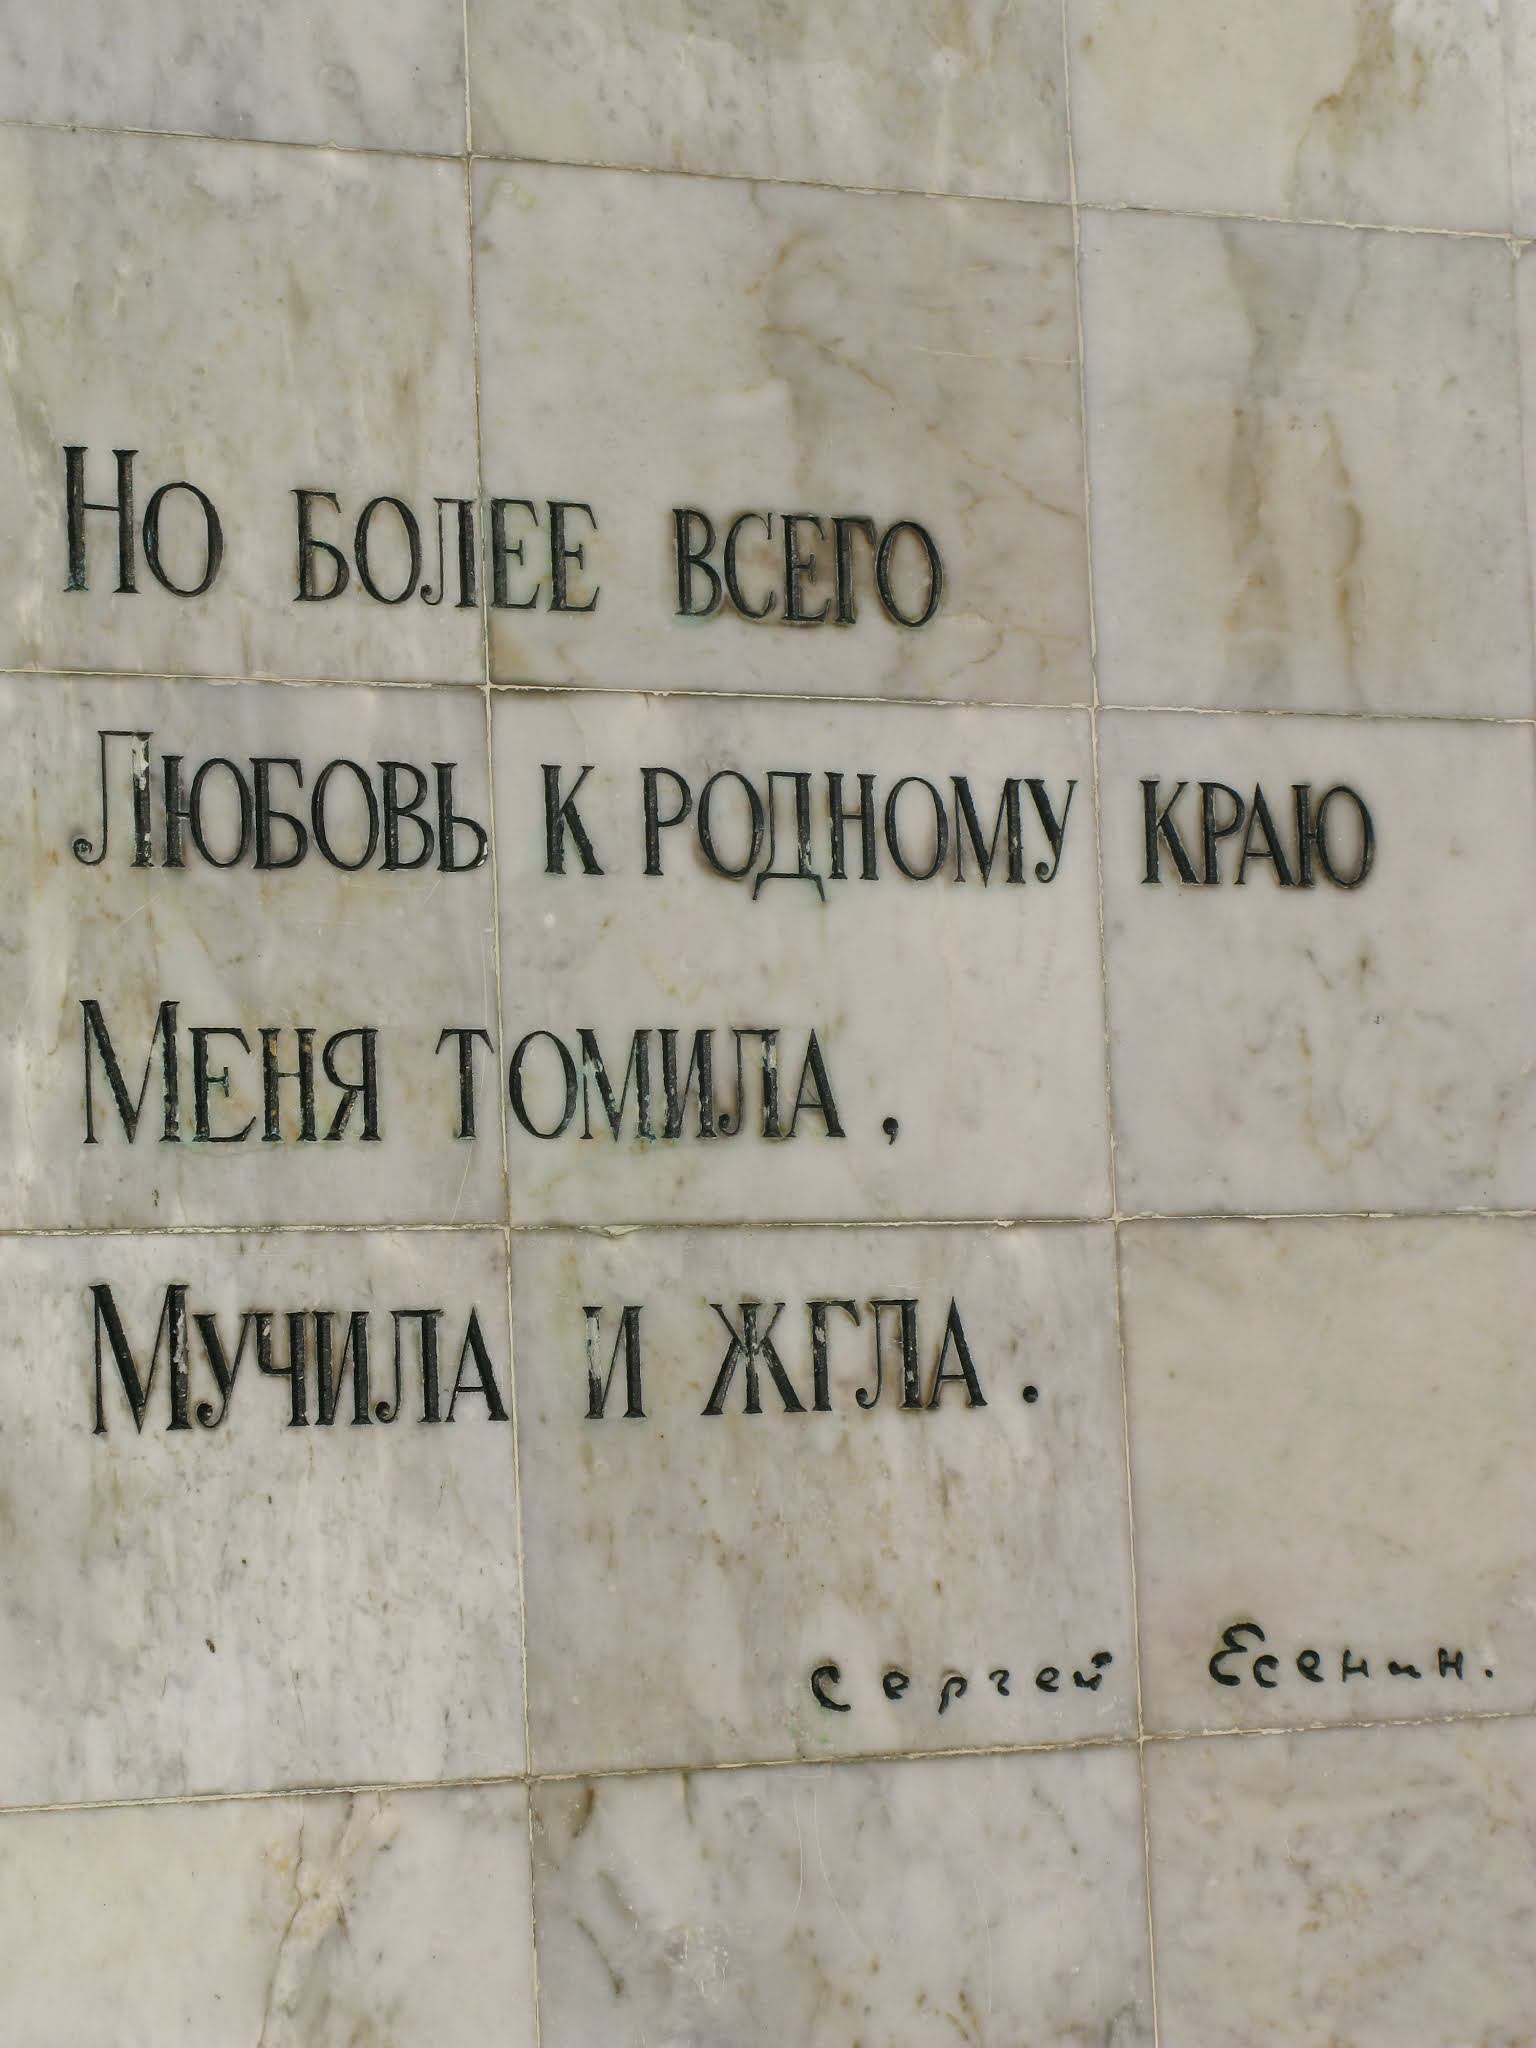 Но более всего
Любовь к родному краю
Меня томила,
Мучила и жгла.
Сергей Есенин.